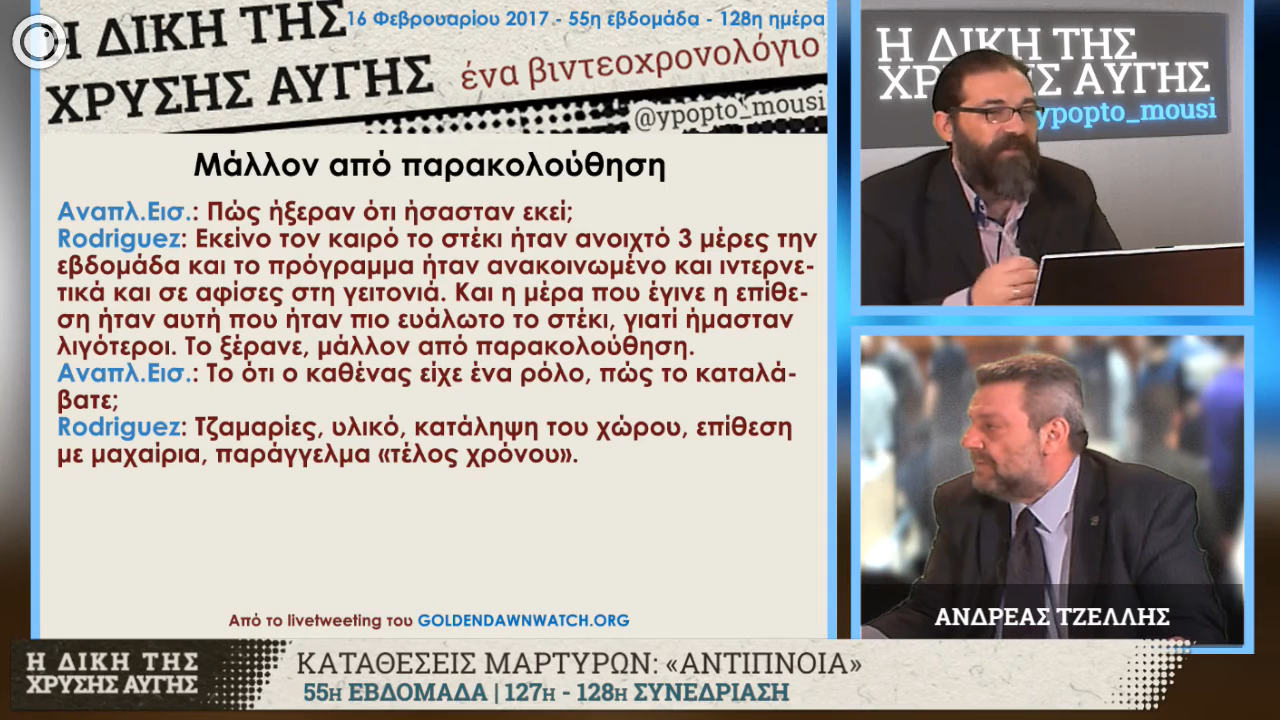 16 Φεβρουαρίου 2017 - 55η εβδομάδα - 128η ημέρα
Η ΔΙΚΗ ΤΗΣ
ΧΡΥΣΗΣ ΑΥΓΗΣ ένα βιντεοχρονολόγιο
@ypopto_mousi
Μάλλον από παρακολούθηση
Αναπλ.Εισ.: Πώς ήξεραν ότι ήσασταν εκεί;
Rodriguez: Εκείνο τον καιρό το στέκι ήταν ανοιχτό 3 μέρες την
εβδομάδα και το πρόγραμμα ήταν ανακοινωμένο και ιντερνε-
τικά και σε αφίσες στη γειτονιά. Και η μέρα που έγινε η επίθε-
ση ήταν αυτή που ήταν πιο ευάλωτο το στέκι, γιατί ήμασταν
λιγότεροι. Το ξέρανε, μάλλον από παρακολούθηση.
Αναπλ.Εισ.: Το ότι ο καθένας είχε ένα ρόλο, πώς το καταλά-
βατε;
Rodriguez: Τζαμαρίες, υλικό, κατάληψη του χώρου, επίθεση
με μαχαίρια, παράγγελμα «τέλος χρόνου».
Από το livetweeting του GOLDENDAWNWATCH.ORG
Η ΔΙΚΗ ΤΗΣ
ΧΡΥΣΗΣ ΑΥΓΗΣ
ypopto_mousi
ΑΝΔΡΕΑΣ ΤΖΕΛΛΗΣ
Η ΔΙΚΗ ΤΗΣ
ΧΡΥΣΗΣ ΑΥΓΗΣ
ΚΑΤΑΘΕΣΕΙΣ ΜΑΡΤΥΡΩΝ: «ΑΝΤΙΠΝΟΙΑ»
55η ΕΒΔΟΜΑΔΑ | 127η - 128η ΣΥΝΕΔΡΙΑΣΗ